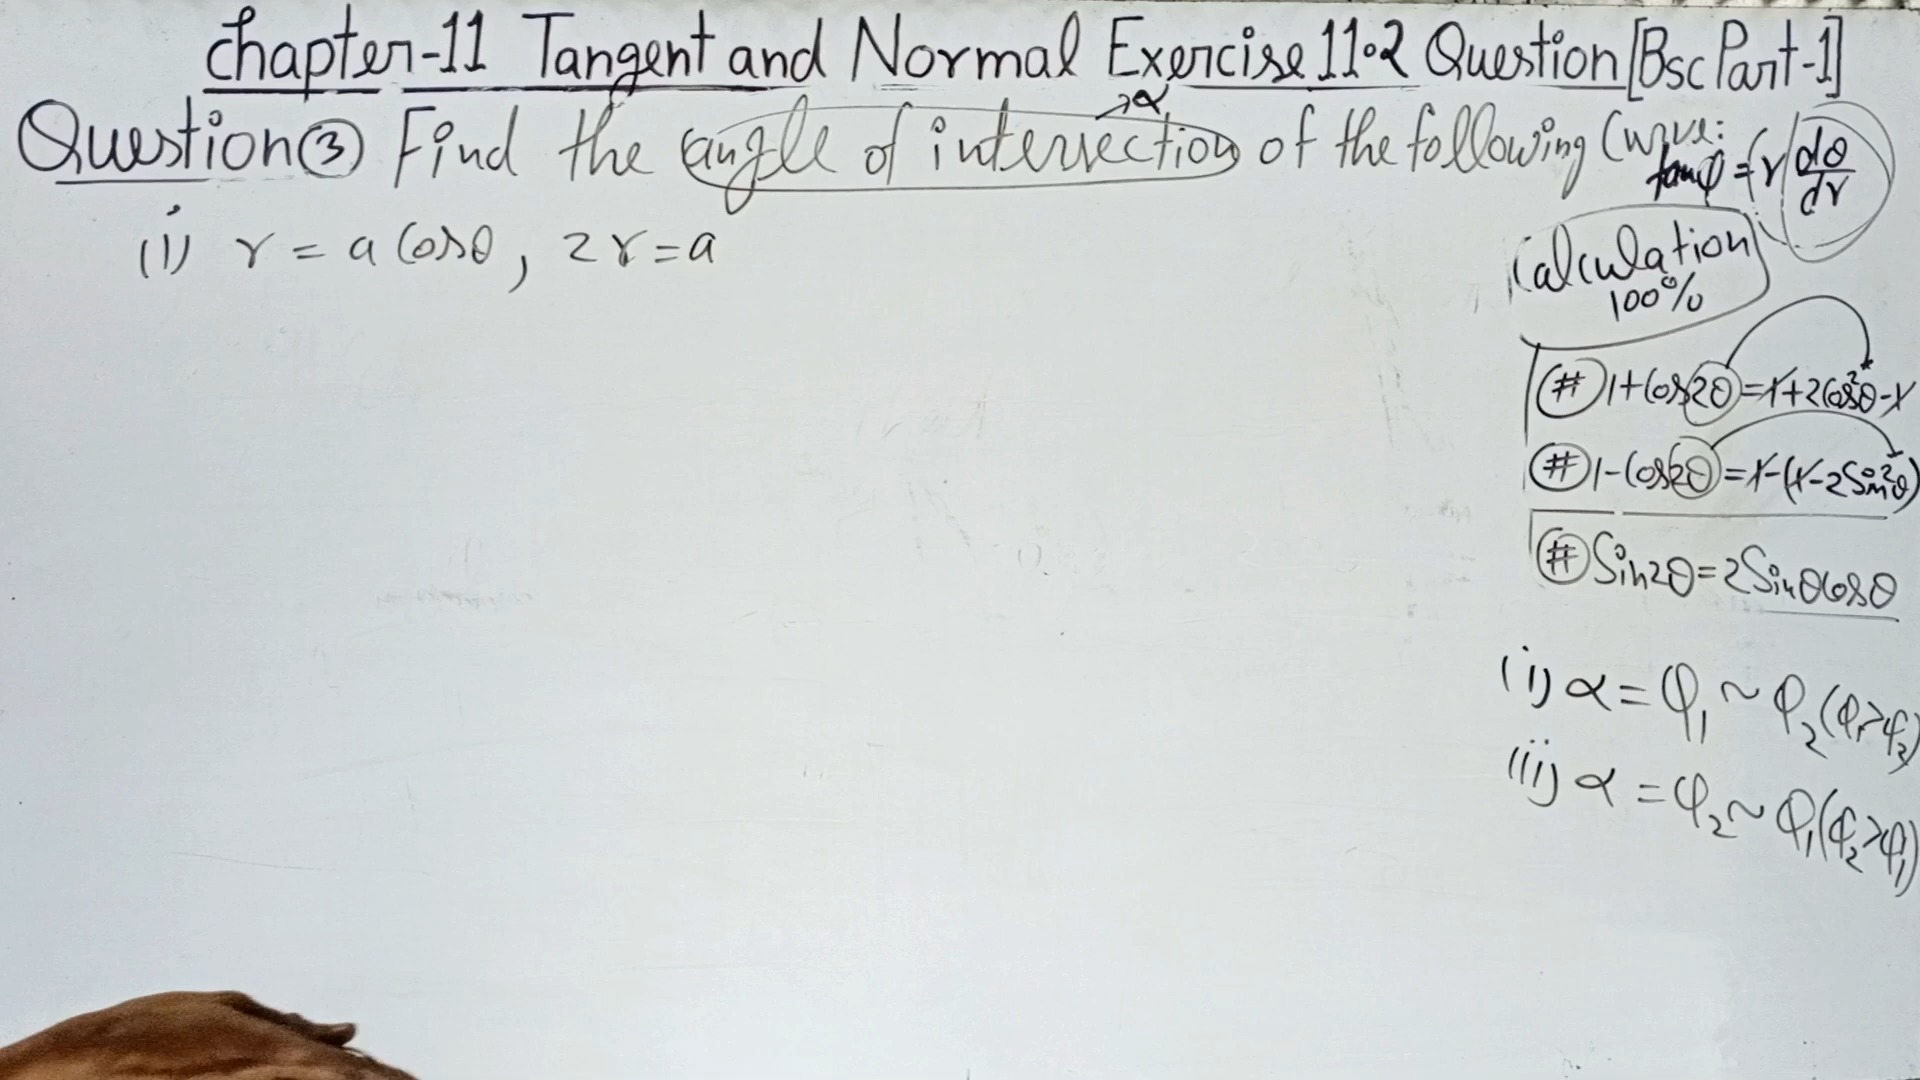 Chapter-11 Tangent and Normal Exercise 11.2 Question [Bsc Part-1]
Question ③ Find the angle of intersection of the following Curve:
→α
tanφ = r dθ/dr
(i) r = a Cosθ, 2r = a
Calculation
100%
# 1+Cos2θ = 1+2Cos²θ-1
# 1-Cos2θ = 1-(1-2Sin²θ)
# Sin2θ = 2SinθCosθ
(i) α = φ₁ ~ φ₂ (φ₁>φ₂)
(ii) α = φ₂ ~ φ₁ (φ₂>φ₁)